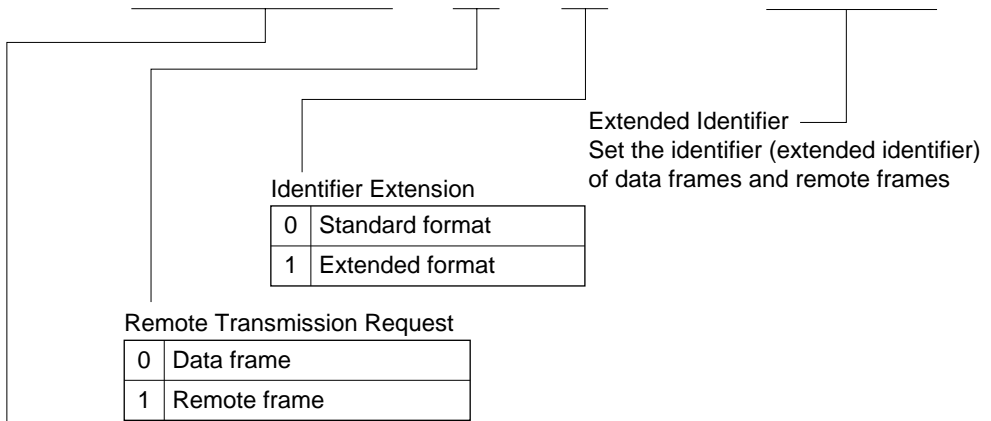 Extended Identifier
Set the identifier (extended identifier)
of data frames and remote frames
Identifier Extension
0 Standard format
1 Extended format
Remote Transmission Request
0 Data frame
1 Remote frame